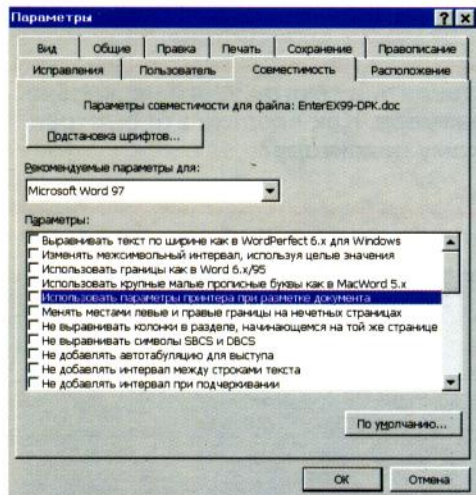 Параметры
Вид Общие Правка Печать Сохранение Правописание
Исправления Пользователь Совместимость Расположение
Параметры совместимости для файла: EnterEX99-DPK.doc
Подстановка шрифтов...
Рекомендуемые параметры для:
Microsoft Word 97
Параметры:
Выравнивать текст по ширине как в WordPerfect 6.x для Windows
Изменять межсимвольный интервал, используя целые значения
Использовать границы как в Word 6.x/95
Использовать крупные малые прописные буквы как в MacWord 5.x
Использовать параметры принтера при разметке документа
Менять местами левые и правые границы на нечетных страницах
Не выравнивать колонки в разделе, начинающемся на той же странице
Не выравнивать символы SBCS и DBCS
Не добавлять автотабуляцию для выступа
Не добавлять интервал между строками текста
Не добавлять интервал при подчеркивании
По умолчанию...
ОК Отмена